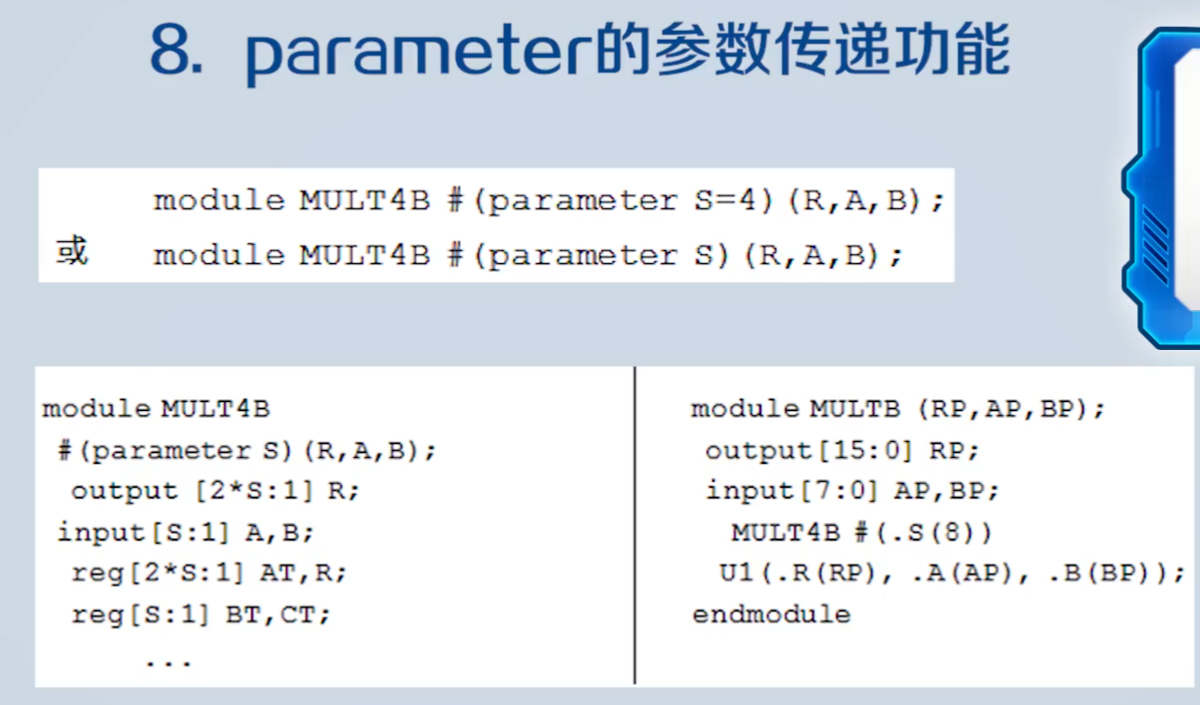 8. parameter的参数传递功能
module MULT4B #(parameter S=4)(R,A,B);
或 module MULT4B #(parameter S)(R,A,B);
module MULT4B
#(parameter S)(R,A,B);
output [2*S:1] R;
input[S:1] A,B;
reg[2*S:1] AT,R;
reg[S:1] BT,CT;
...
module MULTB (RP,AP,BP);
output[15:0] RP;
input[7:0] AP,BP;
MULT4B #(.S(8))
U1(.R(RP), .A(AP), .B(BP));
endmodule